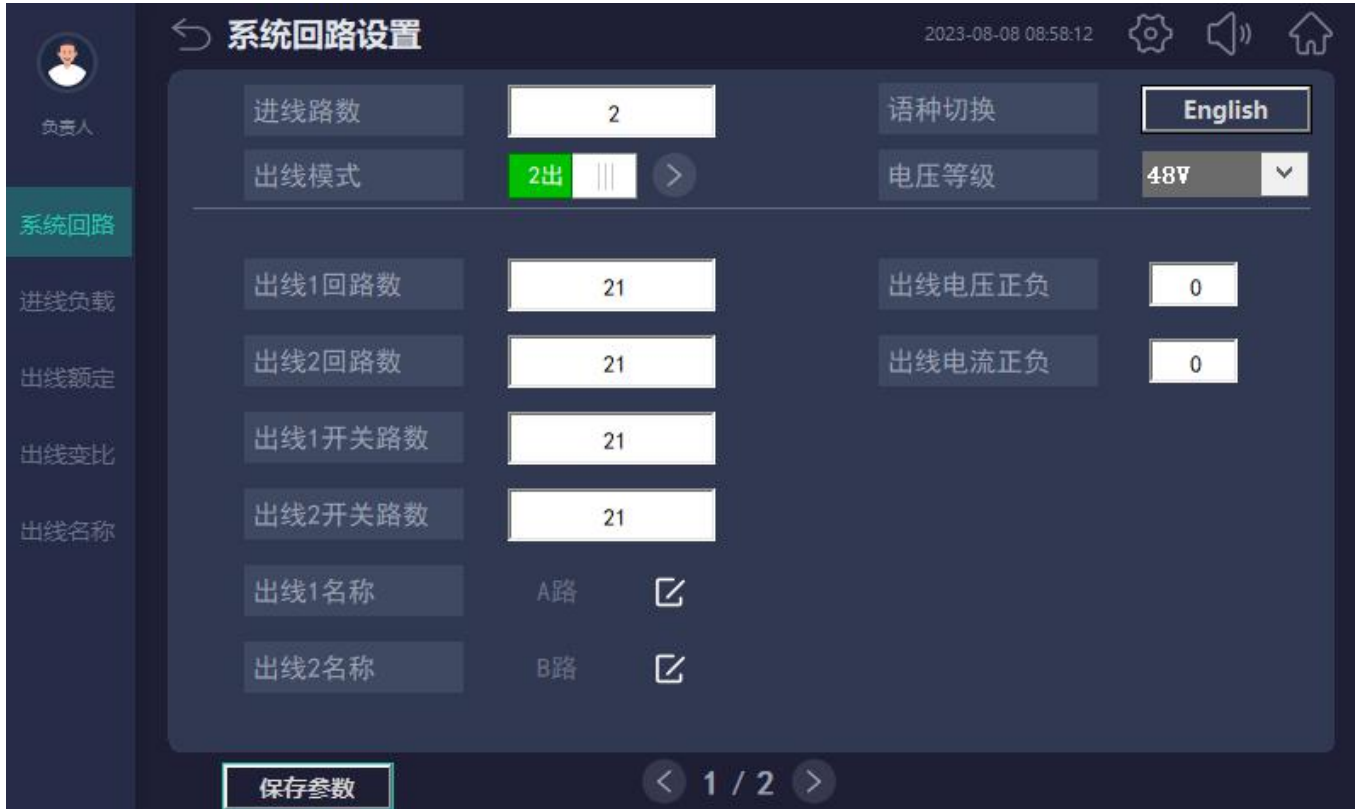 系统回路设置
2023-08-08 08:58:12
负责人
系统回路
进线负载
出线额定
出线变比
出线名称
进线路数 2 语种切换 English
出线模式 2出 > 电压等级 48V
出线1回路数 21 出线电压正负 0
出线2回路数 21 出线电流正负 0
出线1开关路数 21
出线2开关路数 21
出线1名称 A路
出线2名称 B路
保存参数 < 1 / 2 >